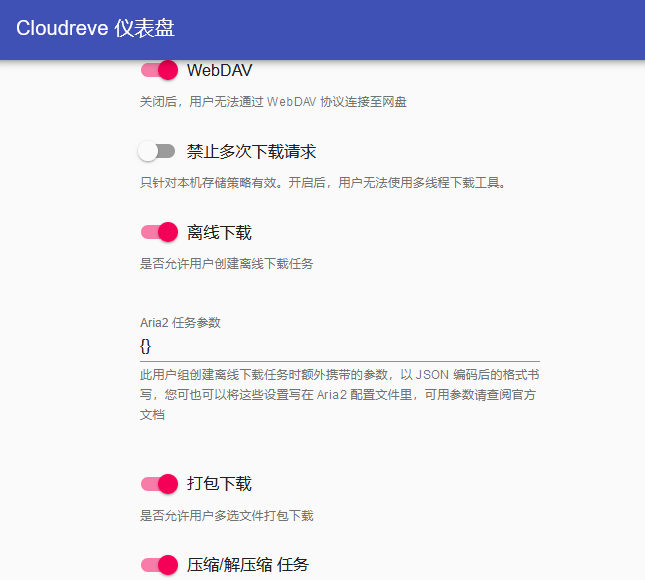 Cloudreve 仪表盘
WebDAV
关闭后，用户无法通过 WebDAV 协议连接至网盘
禁止多次下载请求
只针对本机存储策略有效。开启后，用户无法使用多线程下载工具。
离线下载
是否允许用户创建离线下载任务
Aria2 任务参数
{}
此用户组创建离线下载任务时额外携带的参数，以 JSON 编码后的格式书
写，您可也可以将这些设置写在 Aria2 配置文件里，可用参数请查阅官方
文档
打包下载
是否允许用户多选文件打包下载
压缩/解压缩 任务